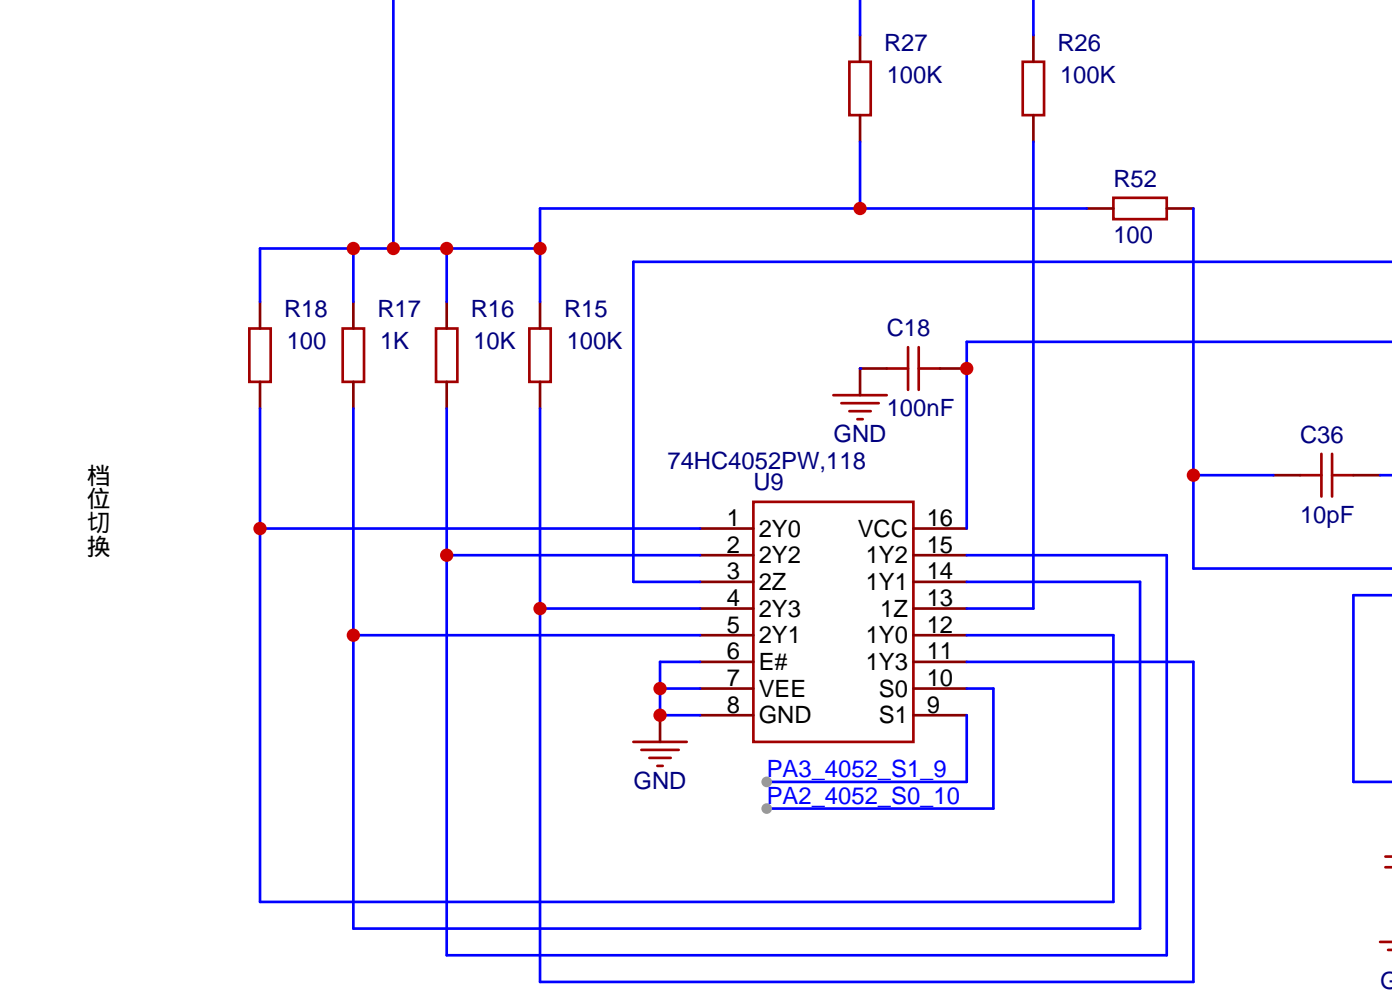 R27
100K
R26
100K
R52
100
R18
100
R17
1K
R16
10K
R15
100K
C18
100nF
GND
C36
10pF
档位切换
74HC4052PW,118
U9
1 2Y0 VCC 16
2 2Y2 1Y2 15
3 2Z 1Y1 14
4 2Y3 1Z 13
5 2Y1 1Y0 12
6 E# 1Y3 11
7 VEE S0 10
8 GND S1 9
GND
PA3_4052_S1_9
PA2_4052_S0_10